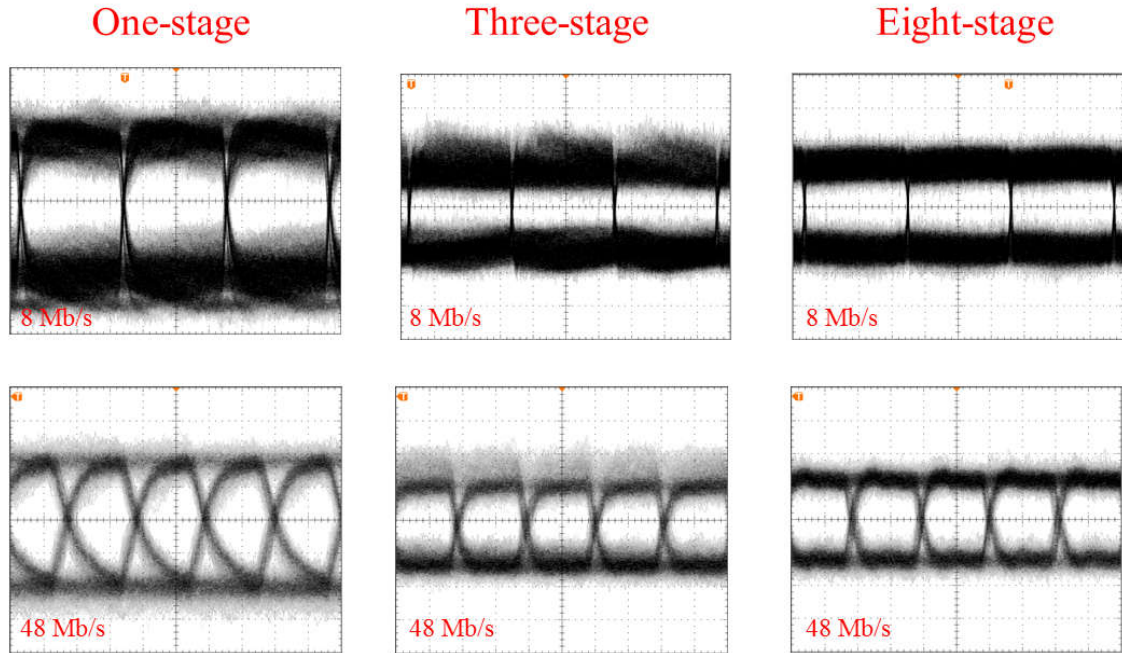 One-stage
Three-stage
Eight-stage
T
T
T
8 Mb/s
8 Mb/s
8 Mb/s
T
T
T
48 Mb/s
48 Mb/s
48 Mb/s